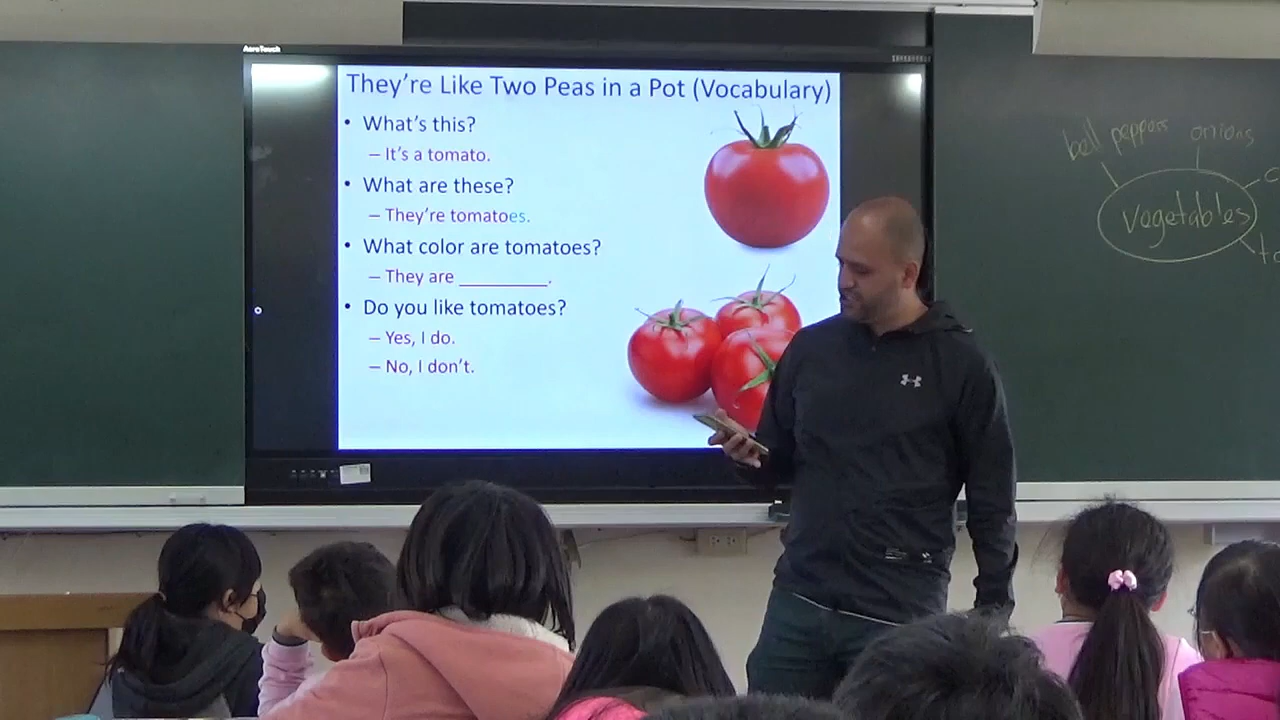 AeroTouch
They're Like Two Peas in a Pot (Vocabulary)
• What's this?
– It's a tomato.
• What are these?
– They're tomatoes.
• What color are tomatoes?
– They are _________.
• Do you like tomatoes?
– Yes, I do.
– No, I don't.
bell peppers
onions
vegetables